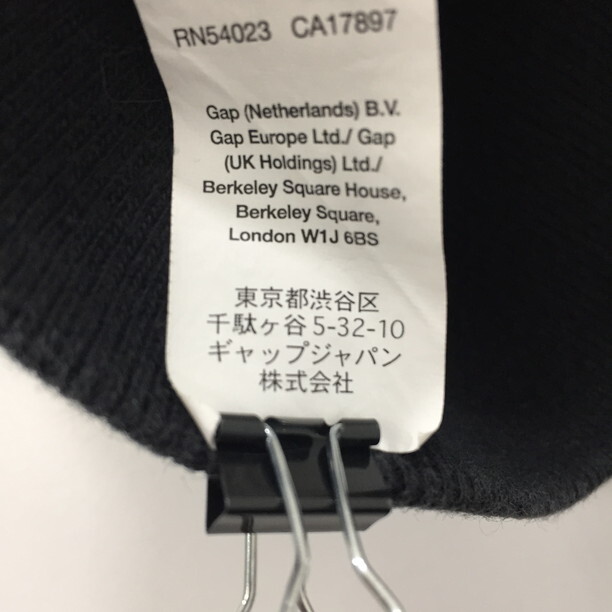 RN54023 CA17897
Gap (Netherlands) B.V.
Gap Europe Ltd./ Gap
(UK Holdings) Ltd./
Berkeley Square House,
Berkeley Square,
London W1J 6BS
東京都渋谷区
千駄ヶ谷 5-32-10
ギャップジャパン
株式会社